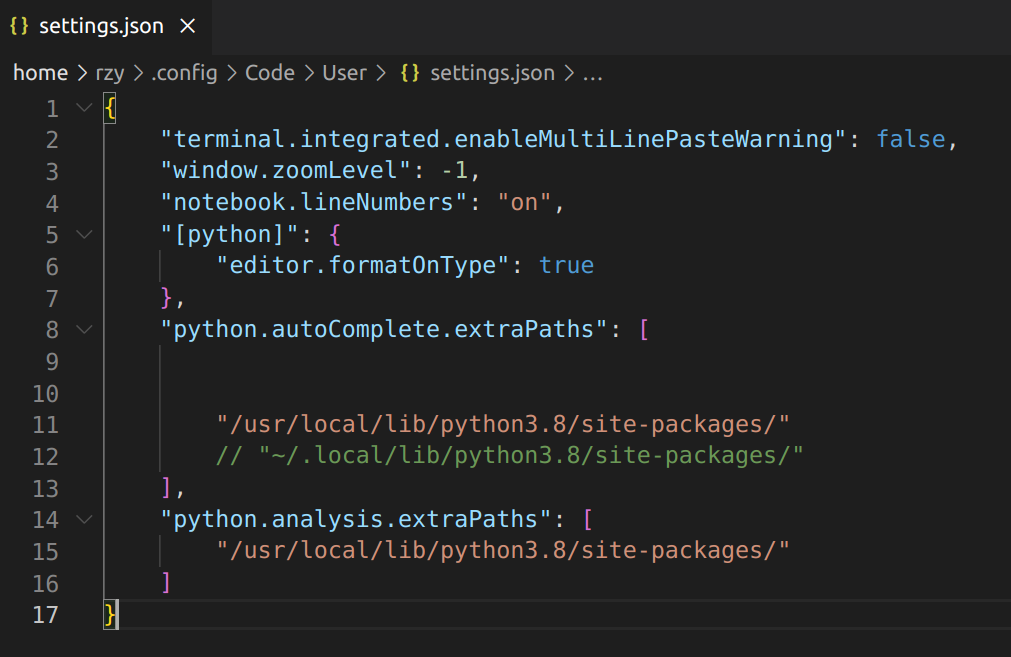 {} settings.json ×
home > rzy > .config > Code > User > {} settings.json > ...
1 {
2 "terminal.integrated.enableMultiLinePasteWarning": false,
3 "window.zoomLevel": -1,
4 "notebook.lineNumbers": "on",
5 "[python]": {
6 "editor.formatOnType": true
7 },
8 "python.autoComplete.extraPaths": [
9
10
11 "/usr/local/lib/python3.8/site-packages/"
12 // "~/.local/lib/python3.8/site-packages/"
13 ],
14 "python.analysis.extraPaths": [
15 "/usr/local/lib/python3.8/site-packages/"
16 ]
17 }